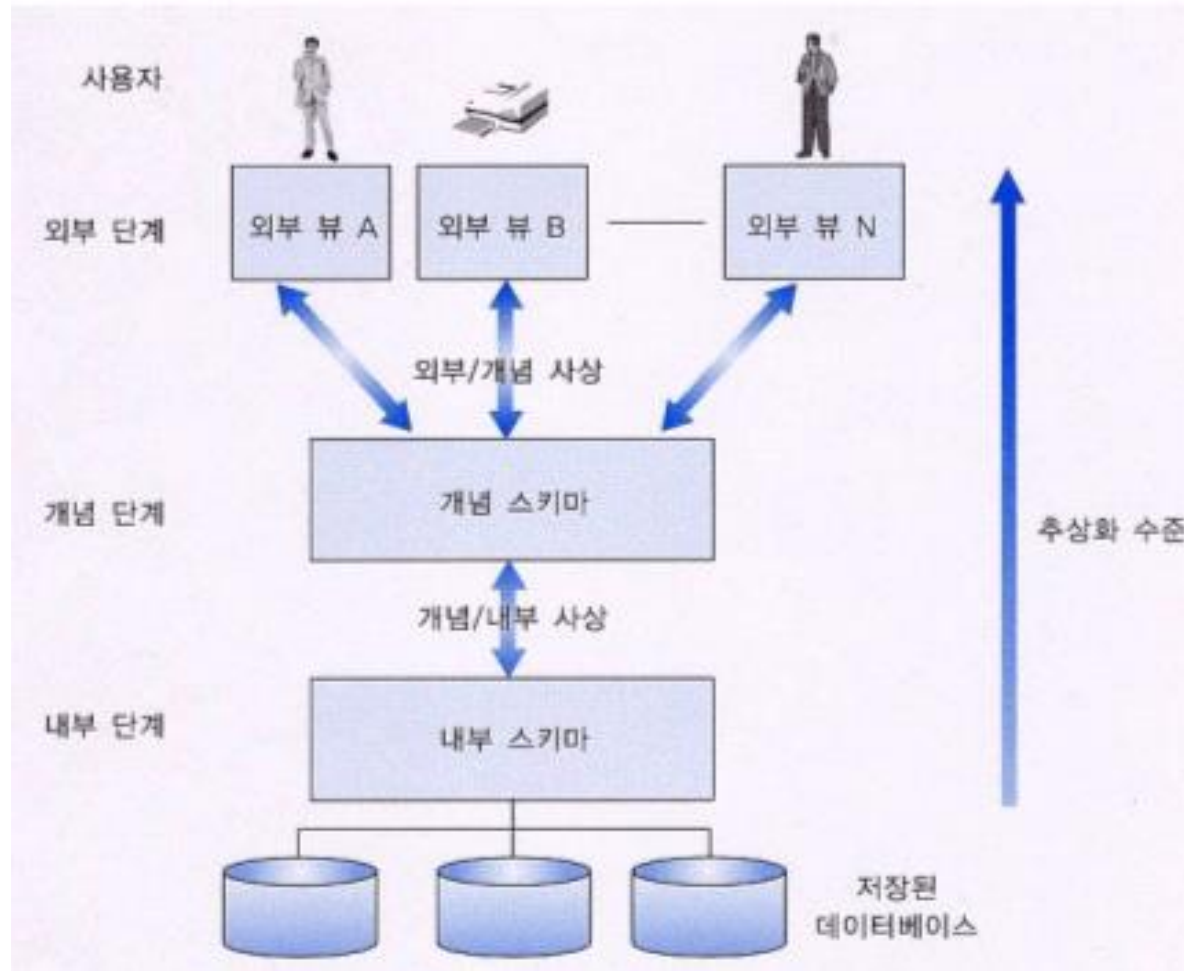 사용자
외부 단계
외부 뷰 A
외부 뷰 B
외부 뷰 N
외부/개념 사상
개념 단계
개념 스키마
추상화 수준
개념/내부 사상
내부 단계
내부 스키마
저장된
데이터베이스